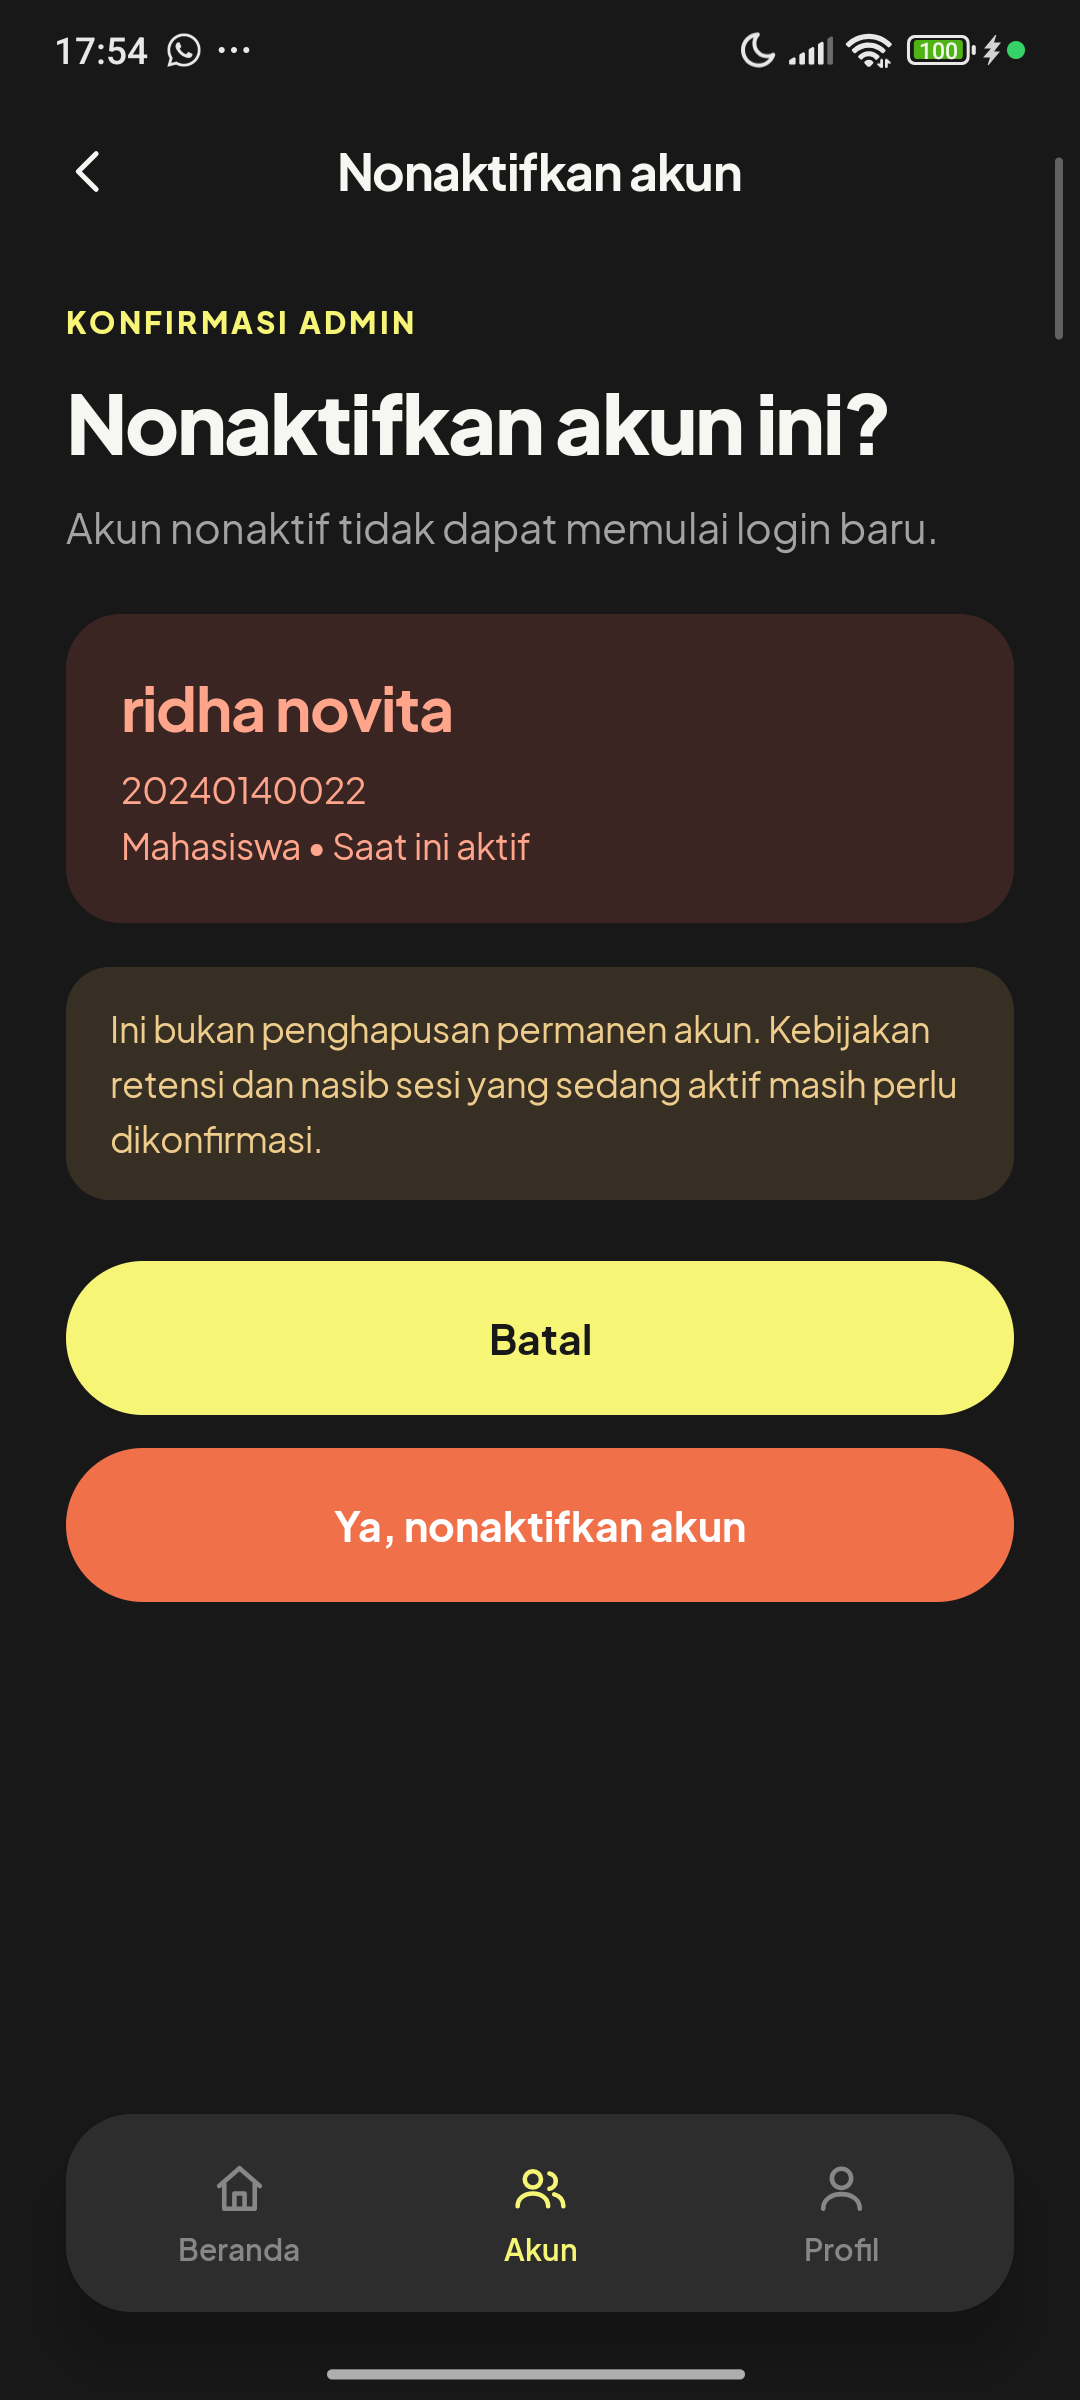 17:54
100
Nonaktifkan akun
KONFIRMASI ADMIN
Nonaktifkan akun ini?
Akun nonaktif tidak dapat memulai login baru.
ridha novita
20240140022
Mahasiswa • Saat ini aktif
Ini bukan penghapusan permanen akun. Kebijakan
retensi dan nasib sesi yang sedang aktif masih perlu
dikonfirmasi.
Batal
Ya, nonaktifkan akun
Beranda
Akun
Profil